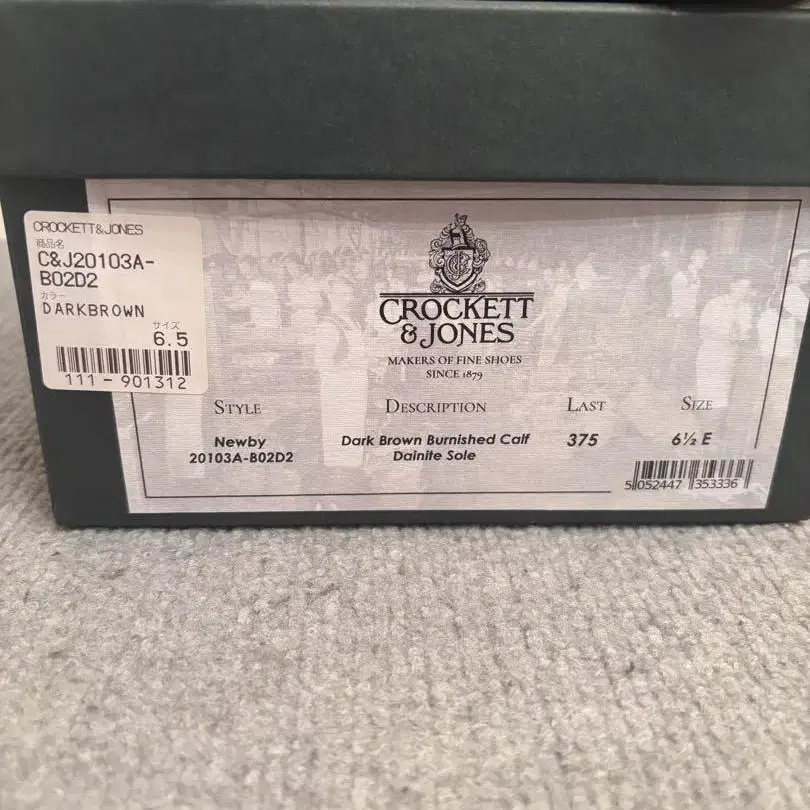 CROCKETT&JONES
商品名
C&J20103A-
B02D2
カラー
DARKBROWN
サイズ
6.5
111-901312
CROCKETT
& JONES
MAKERS OF FINE SHOES
SINCE 1879
STYLE DESCRIPTION LAST SIZE
Newby Dark Brown Burnished Calf 375 6½ E
20103A-B02D2 Dainite Sole
5 052447 353336